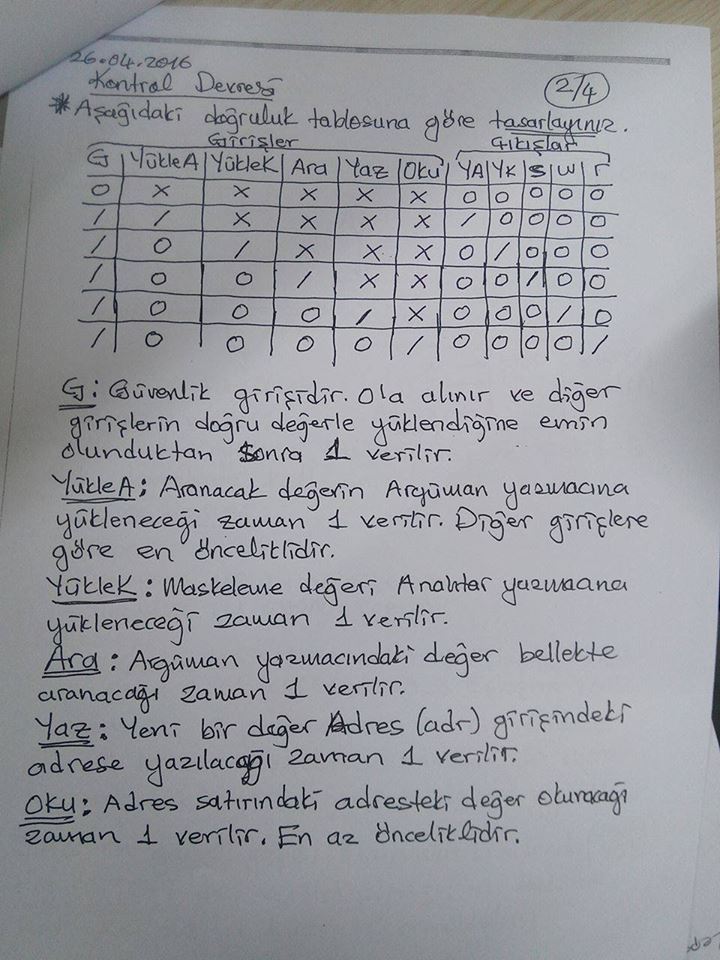 26.04.2016
Kontrol Devresi
2/4
*Aşağıdaki doğruluk tablosuna göre tasarlayınız.
Girişler Çıkışlar
G YükleA YükleK Ara Yaz Oku YA YK S W r
0 X X X X X 0 0 0 0 0
1 1 X X X X 1 0 0 0 0
1 0 1 X X X 0 1 0 0 0
1 0 0 1 X X 0 0 1 0 0
1 0 0 0 1 X 0 0 0 1 0
1 0 0 0 0 1 0 0 0 0 1
G: Güvenlik girişidir. 0'la alınır ve diğer
girişlerin doğru değerle yüklendiğine emin
olunduktan sonra 1 verilir.
YükleA: Aranacak değerin Argüman yazmacına
yükleneceği zaman 1 verilir. Diğer girişlere
göre en önceliklidir.
YükleK: Maskeleme değeri Anahtar yazmacına
yükleneceği zaman 1 verilir.
Ara: Argüman yazmacındaki değer bellekte
aranacağı zaman 1 verilir.
Yaz: Yeni bir değer Adres (adr) girişindeki
adrese yazılacağı zaman 1 verilir.
Oku: Adres satırındaki adresteki değer okunacağı
zaman 1 verilir. En az önceliklidir.